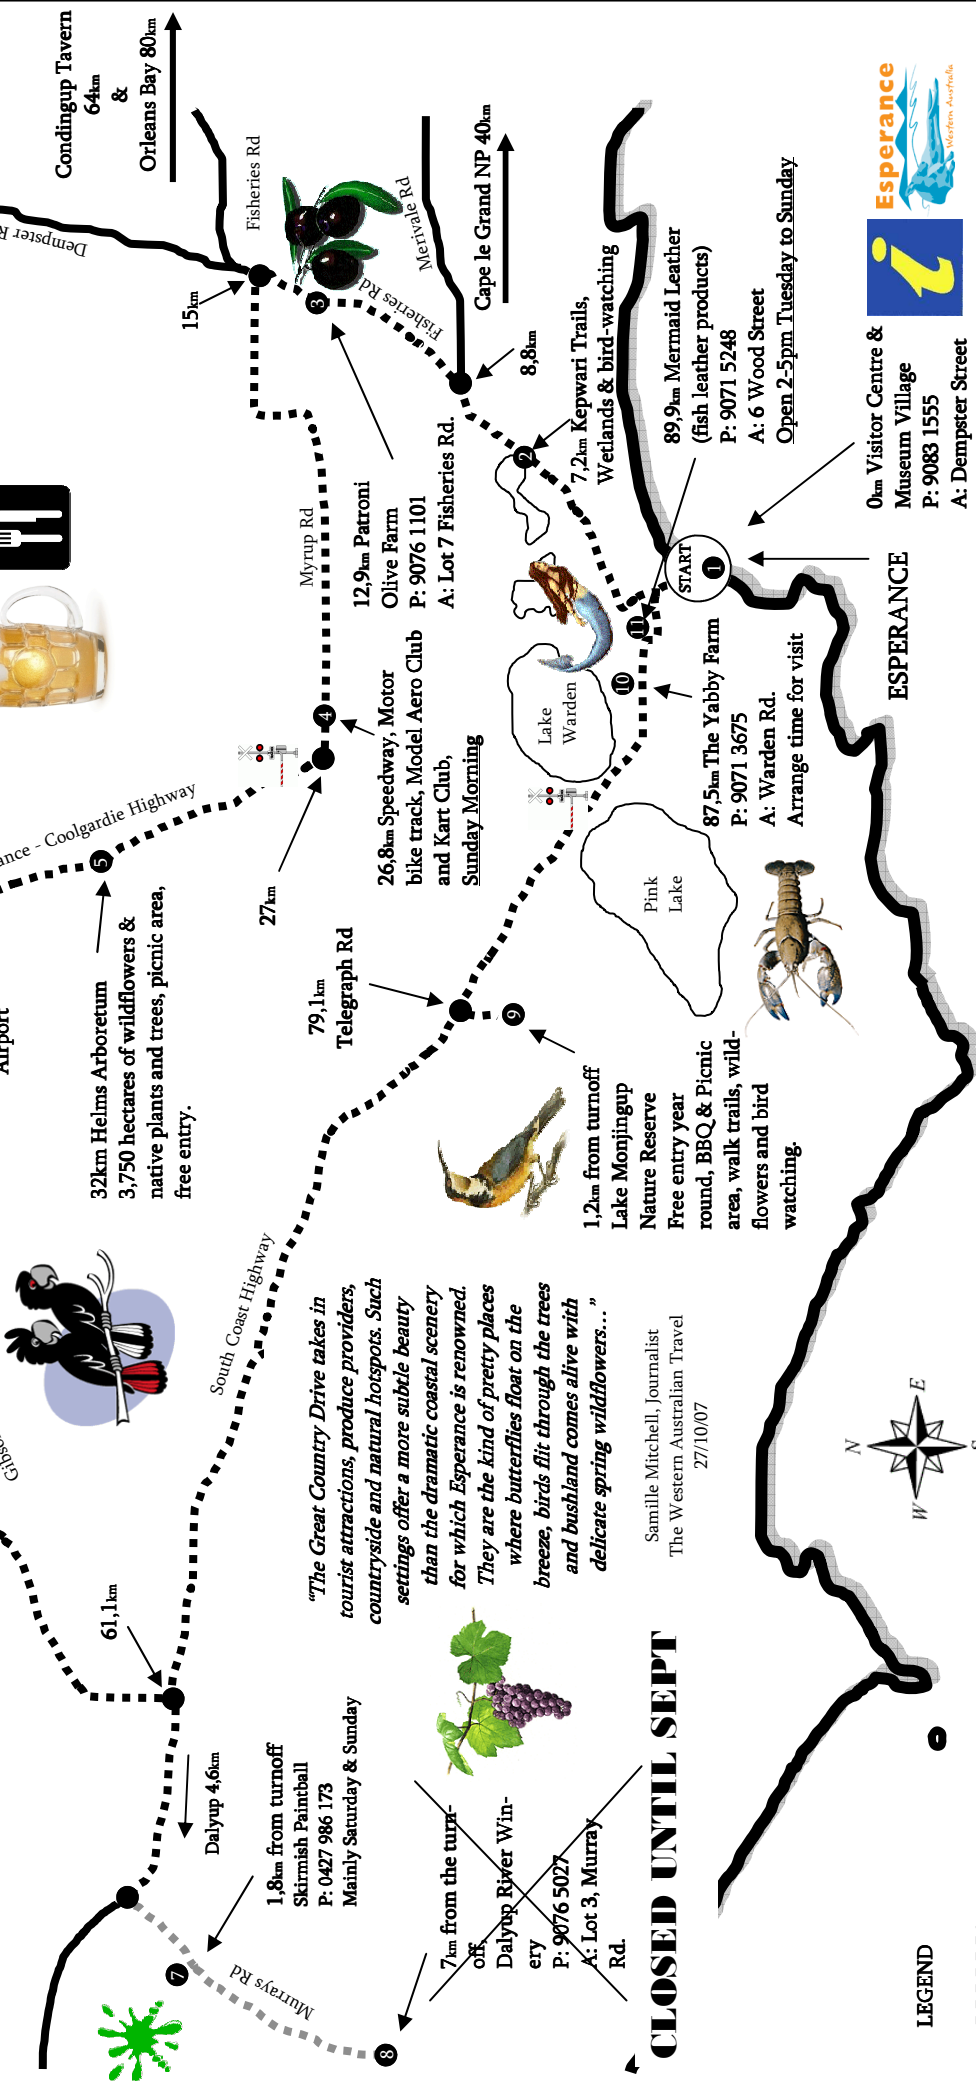 Condingup Tavern
64km
&
Orleans Bay 80km
Dempster R
Fisheries Rd
Merivale Rd
Cape le Grand NP 40km
Esperance
Western Australia
i
15km
3
Fisheries Rd
8,8km
2
7,2km Kepwari Trails,
Wetlands & bird-watching
89,9km Mermaid Leather
(fish leather products)
P: 9071 5248
A: 6 Wood Street
Open 2-5pm Tuesday to Sunday
0km Visitor Centre &
Museum Village
P: 9083 1555
A: Dempster Street
12,9km Patroni
Olive Farm
P: 9076 1101
A: Lot 7 Fisheries Rd.
Myrup Rd
START
1
ESPERANCE
11
10
87,5km The Yabby Farm
P: 9071 3675
A: Warden Rd.
Arrange time for visit
Lake
Warden
4
26,8km Speedway, Motor
bike track, Model Aero Club
and Kart Club,
Sunday Morning
27km
ance - Coolgardie Highway
5
32km Helms Arboretum
3,750 hectares of wildflowers &
native plants and trees, picnic area,
free entry.
Airport
Pink
Lake
79,1km
Telegraph Rd
9
1,2km from turnoff
Lake Monjingup
Nature Reserve
Free entry year
round, BBQ & Picnic
area, walk trails, wild-
flowers and bird
watching.
South Coast Highway
Gibso
"The Great Country Drive takes in
tourist attractions, produce providers,
countryside and natural hotspots. Such
settings offer a more subtle beauty
than the dramatic coastal scenery
for which Esperance is renowned.
They are the kind of pretty places
where butterflies float on the
breeze, birds flit through the trees
and bushland comes alive with
delicate spring wildflowers..."
Samille Mitchell, Journalist
The Western Australian Travel
27/10/07
N
E
W
61,1km
Dalyup 4,6km
1,8km from turnoff
Skirmish Paintball
P: 0427 986 173
Mainly Saturday & Sunday
7
Murrays Rd
8
7km from the turn-
off,
Dalyup River Win-
ery
P: 9076 5027
A: Lot 3, Murray
Rd.
CLOSED UNTIL SEPT
LEGEND